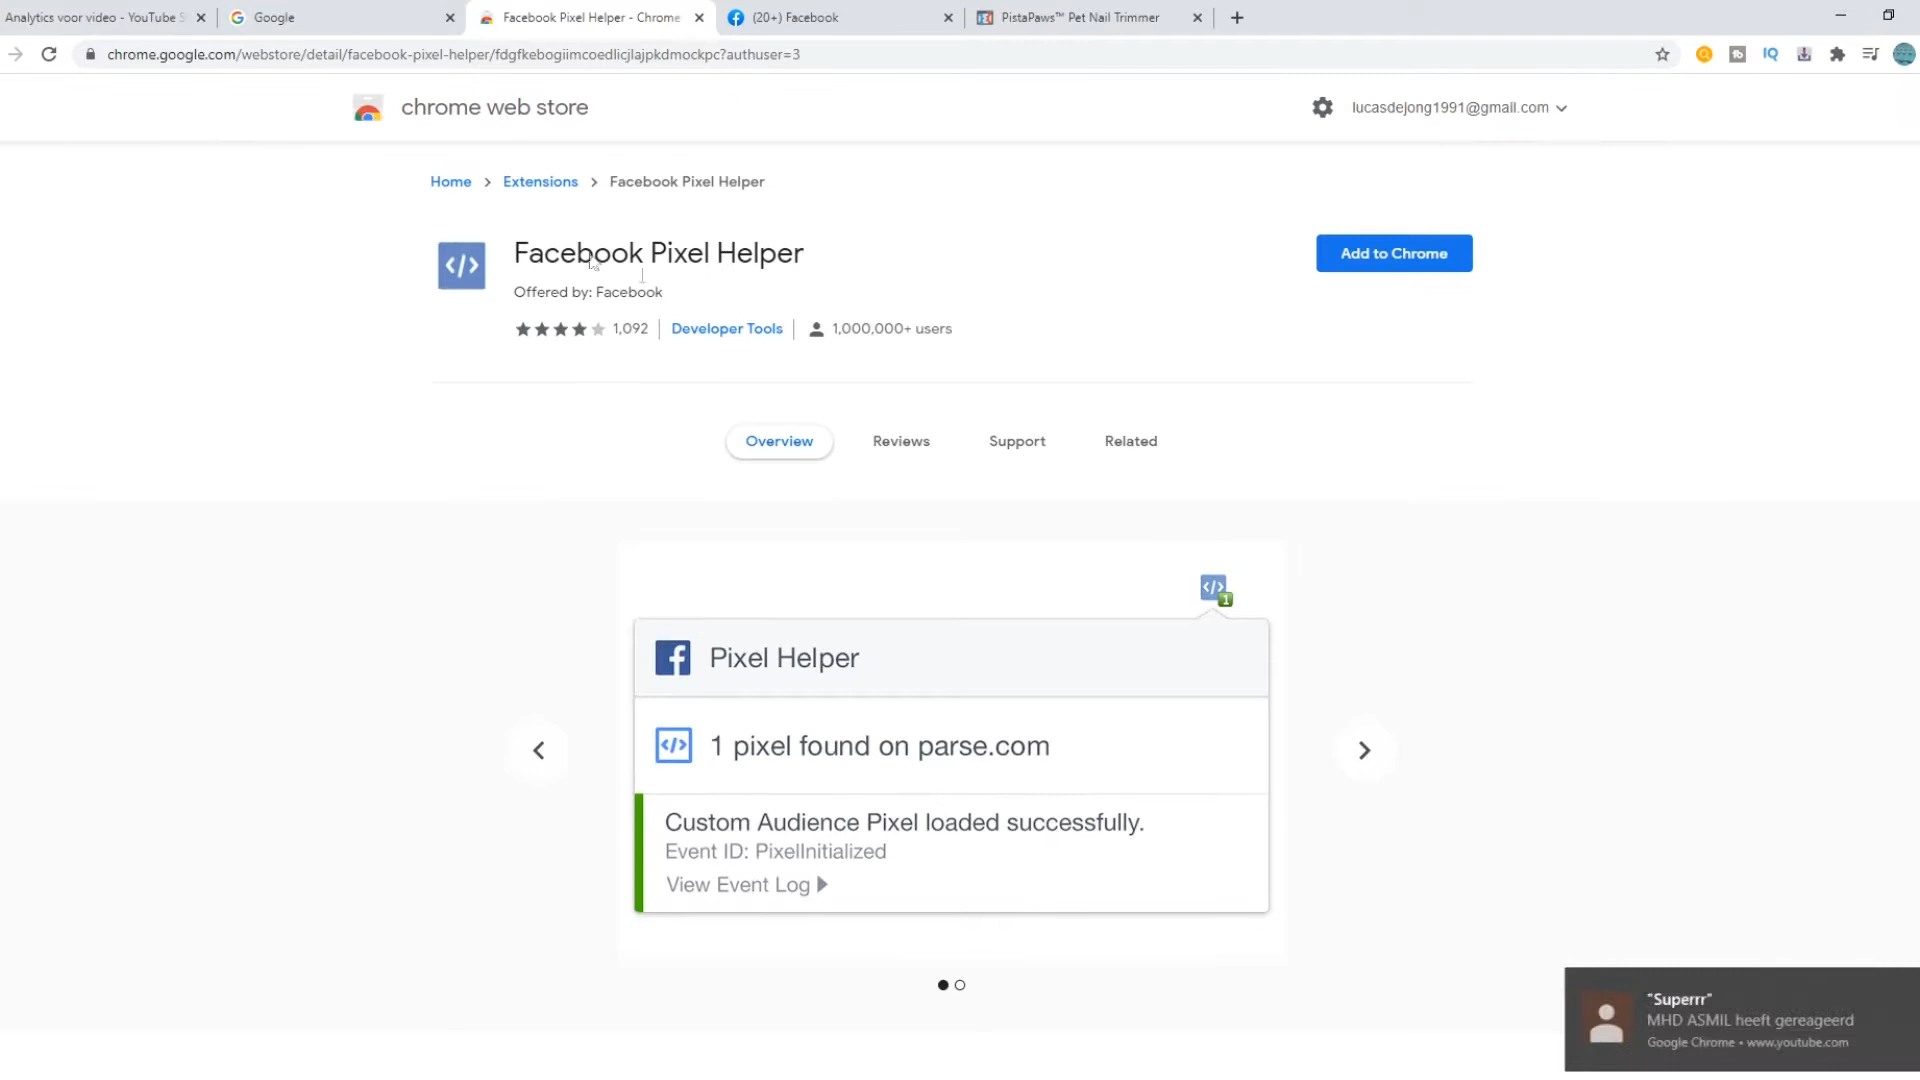 Analytics voor video - YouTube S
Google
Facebook Pixel Helper - Chrome
(20+) Facebook
PistaPaws™ Pet Nail Trimmer
chrome.google.com/webstore/detail/facebook-pixel-helper/fdgfkebogiimcoedlicjlajpkdmockpc?authuser=3
IQ
chrome web store
lucasdejong1991@gmail.com
Home > Extensions > Facebook Pixel Helper
</>
Facebook Pixel Helper
Add to Chrome
Offered by: Facebook
1,092
Developer Tools
1,000,000+ users
Overview
Reviews
Support
Related
</>
1
Pixel Helper
</>
1 pixel found on parse.com
Custom Audience Pixel loaded successfully.
Event ID: PixelInitialized
View Event Log
"Superrr"
MHD ASMIL heeft gereageerd
Google Chrome • www.youtube.com